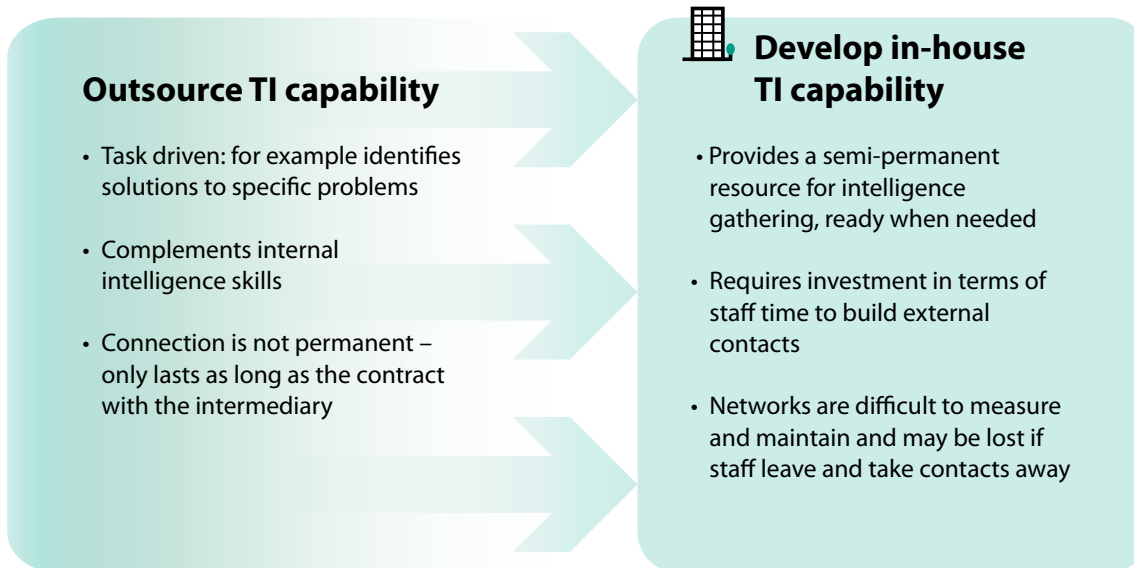 Outsource TI capability
• Task driven: for example identifies
solutions to specific problems
• Complements internal
intelligence skills
• Connection is not permanent –
only lasts as long as the contract
with the intermediary
Develop in-house
TI capability
• Provides a semi-permanent
resource for intelligence
gathering, ready when needed
• Requires investment in terms of
staff time to build external
contacts
• Networks are difficult to measure
and maintain and may be lost if
staff leave and take contacts away